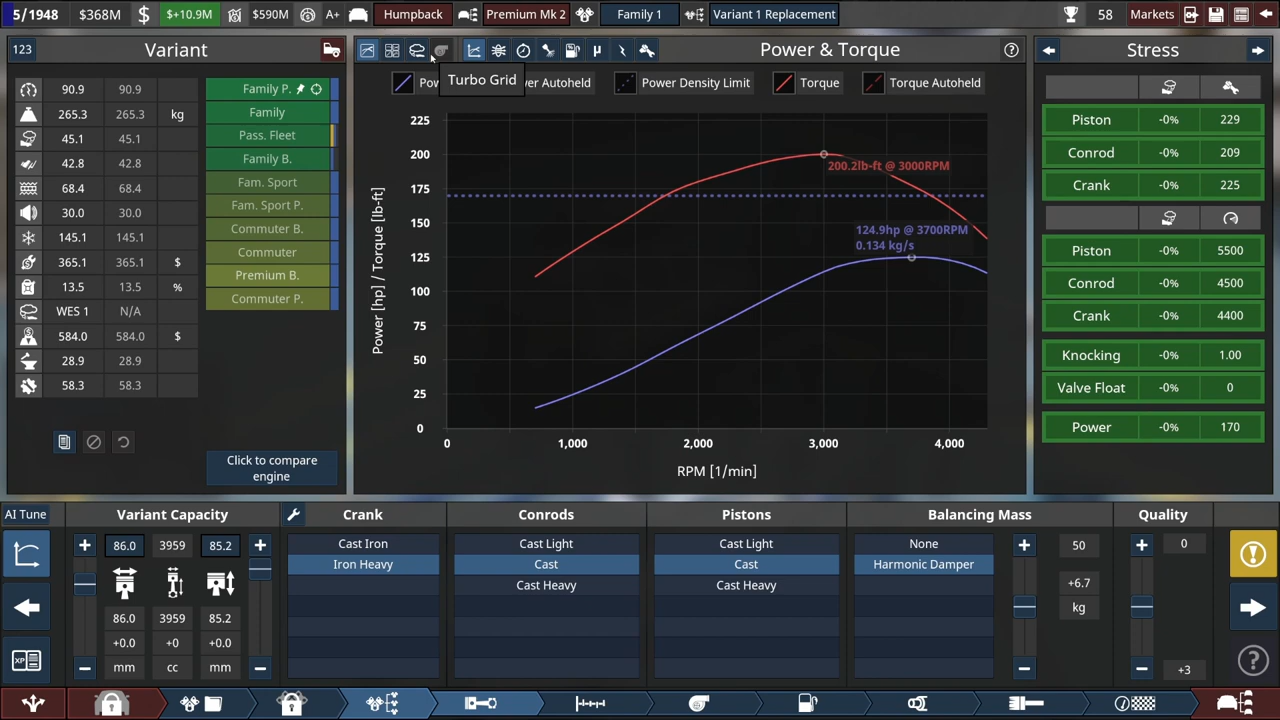 5/1948
$368M
$+10.9M
$590M
A+
Humpback
Premium Mk 2
Family 1
Variant 1 Replacement
58
Markets
123
Variant
90.9 90.9
265.3 265.3 kg
45.1 45.1
42.8 42.8
68.4 68.4
30.0 30.0
145.1 145.1
365.1 365.1 $
13.5 13.5 %
WES 1 N/A
584.0 584.0 $
28.9 28.9
58.3 58.3
Family P.
Family
Pass. Fleet
Family B.
Fam. Sport
Fam. Sport P.
Commuter B.
Commuter
Premium B.
Commuter P.
Click to compare
engine
Power & Torque
Turbo Grid
Pow
er Autoheld
Power Density Limit
Torque
Torque Autoheld
225
200
175
150
125
100
75
50
25
0
Power [hp] / Torque [lb-ft]
200.2lb-ft @ 3000RPM
124.9hp @ 3700RPM
0.134 kg/s
0 1,000 2,000 3,000 4,000
RPM [1/min]
Stress
Piston -0% 229
Conrod -0% 209
Crank -0% 225
Piston -0% 5500
Conrod -0% 4500
Crank -0% 4400
Knocking -0% 1.00
Valve Float -0% 0
Power -0% 170
AI Tune
Variant Capacity
+ 86.0 3959 85.2 +
86.0 3959 85.2
+0.0 +0 +0.0
- mm cc mm -
Crank
Cast Iron
Iron Heavy
Conrods
Cast Light
Cast
Cast Heavy
Pistons
Cast Light
Cast
Cast Heavy
Balancing Mass
None
Harmonic Damper
+ 50
+6.7
kg
-
Quality
+ 0
- +3
XP